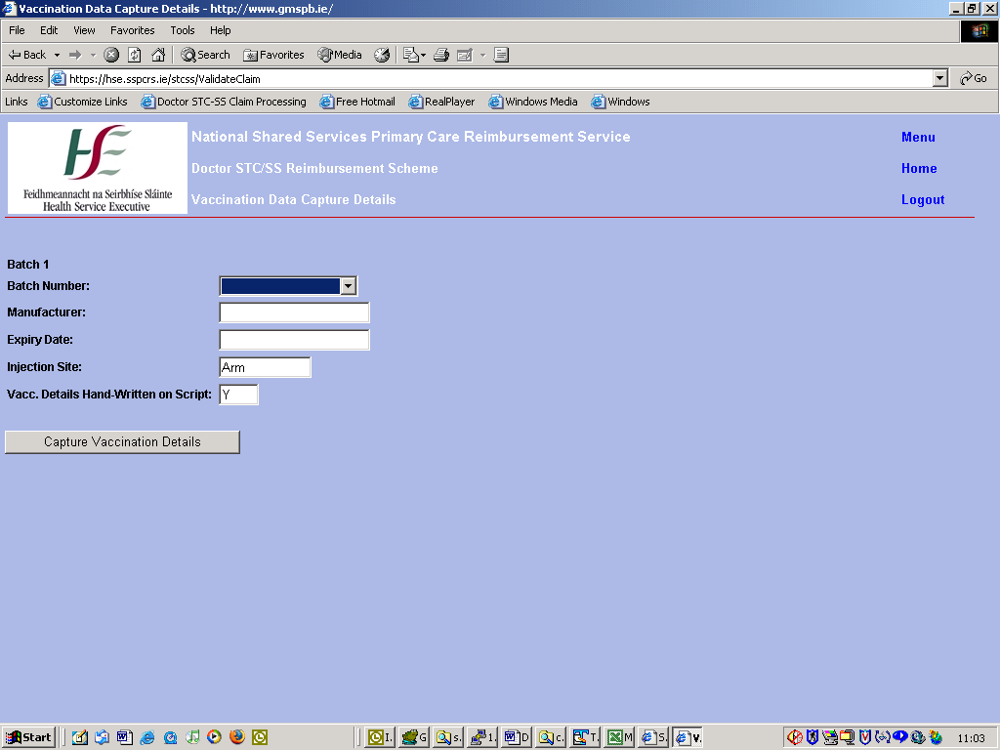 Vaccination Data Capture Details - http://www.gmspb.ie/
File Edit View Favorites Tools Help
Back Search Favorites Media
Address https://hse.sspcrs.ie/stcss/ValidateClaim Go
Links Customize Links Doctor STC-SS Claim Processing Free Hotmail RealPlayer Windows Media Windows
HSE
Feidhmeannacht na Seirbhíse Sláinte
Health Service Executive
National Shared Services Primary Care Reimbursement Service
Doctor STC/SS Reimbursement Scheme
Vaccination Data Capture Details
Menu
Home
Logout
Batch 1
Batch Number:
Manufacturer:
Expiry Date:
Injection Site: Arm
Vacc. Details Hand-Written on Script: Y
Capture Vaccination Details
Start I. G s. 1. D c. T. M S. V. 11:03